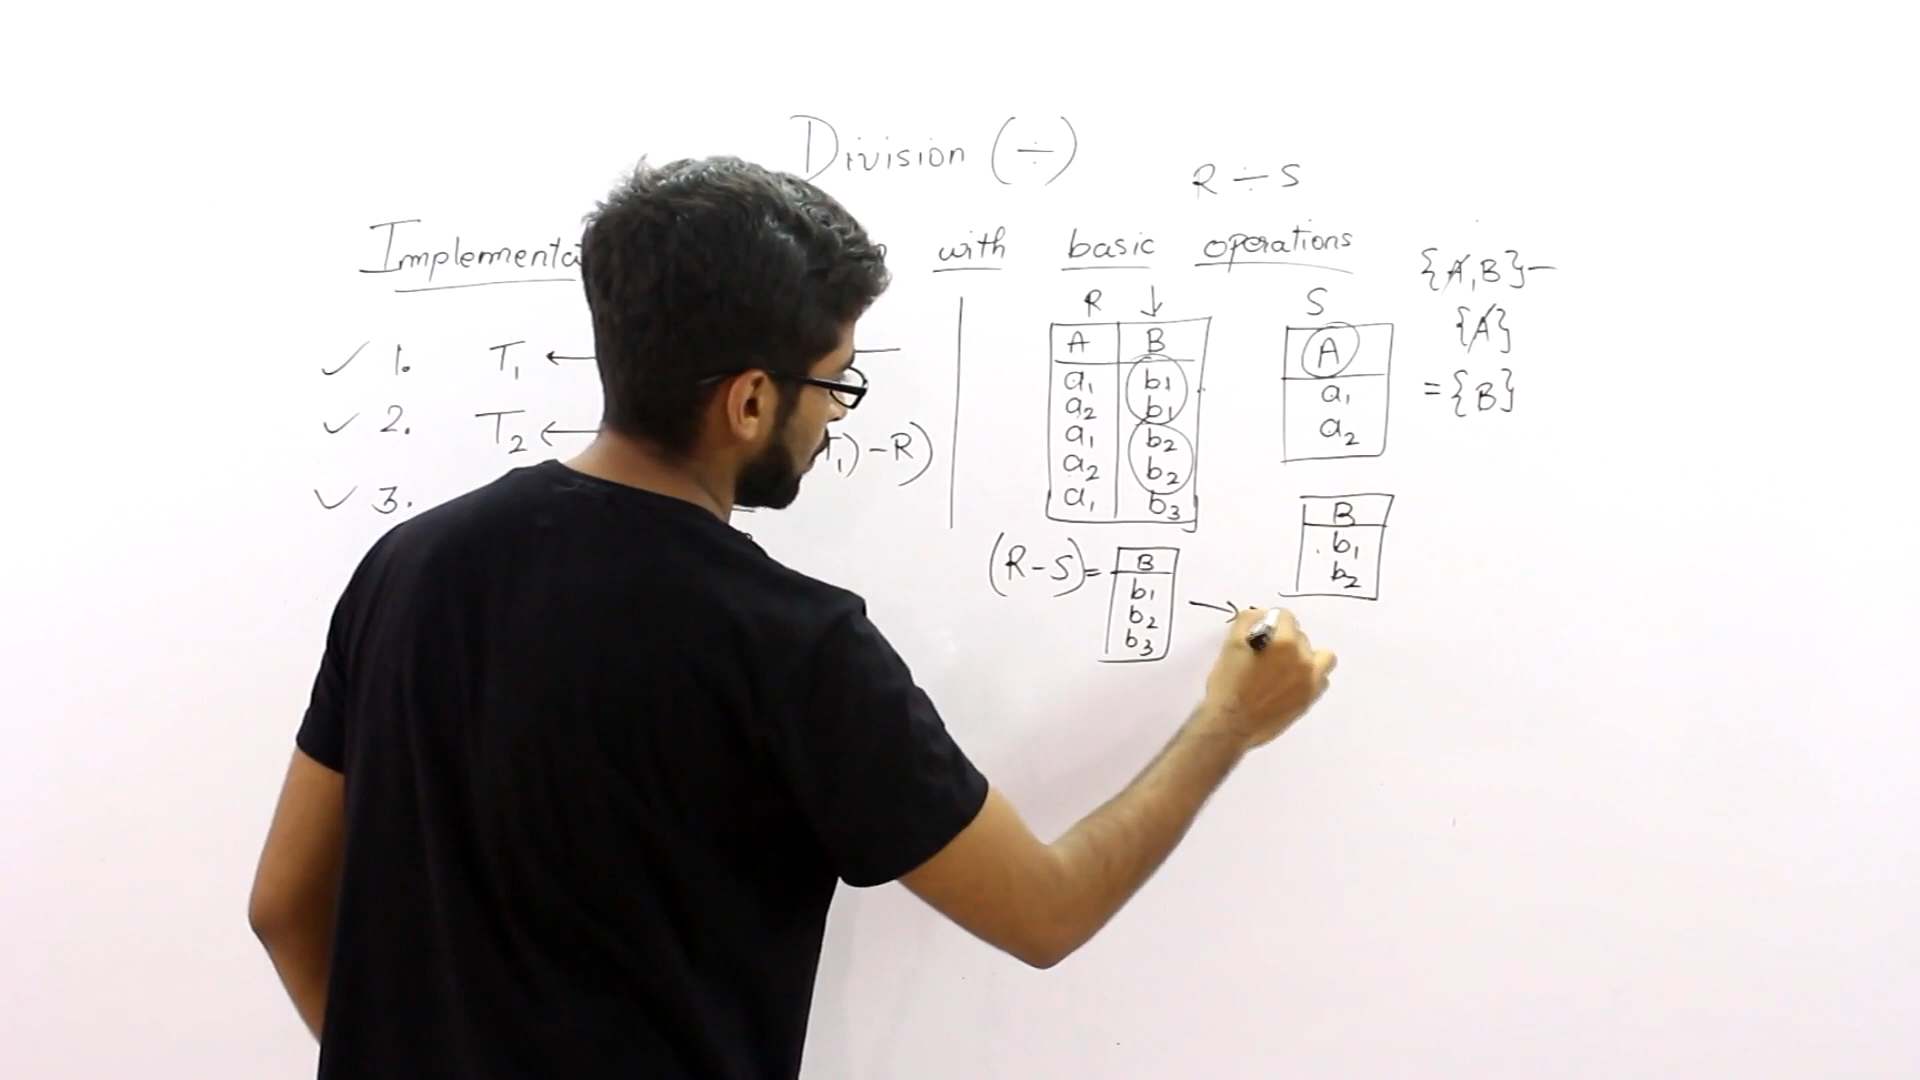 Division (÷)
R ÷ S
with basic operations
✓ 1. T₁ ←
✓ 2. T₂ ← T₁) - R)
✓ 3.
R ↓
A B
a₁ b₁
a₂ b₁
a₁ b₂
a₂ b₂
a₁ b₃
S
A
a₁
a₂
{A,B} -
{A}
= {B}
B
b₁
b₂
(R-S) =
B
b₁
b₂
b₃
→